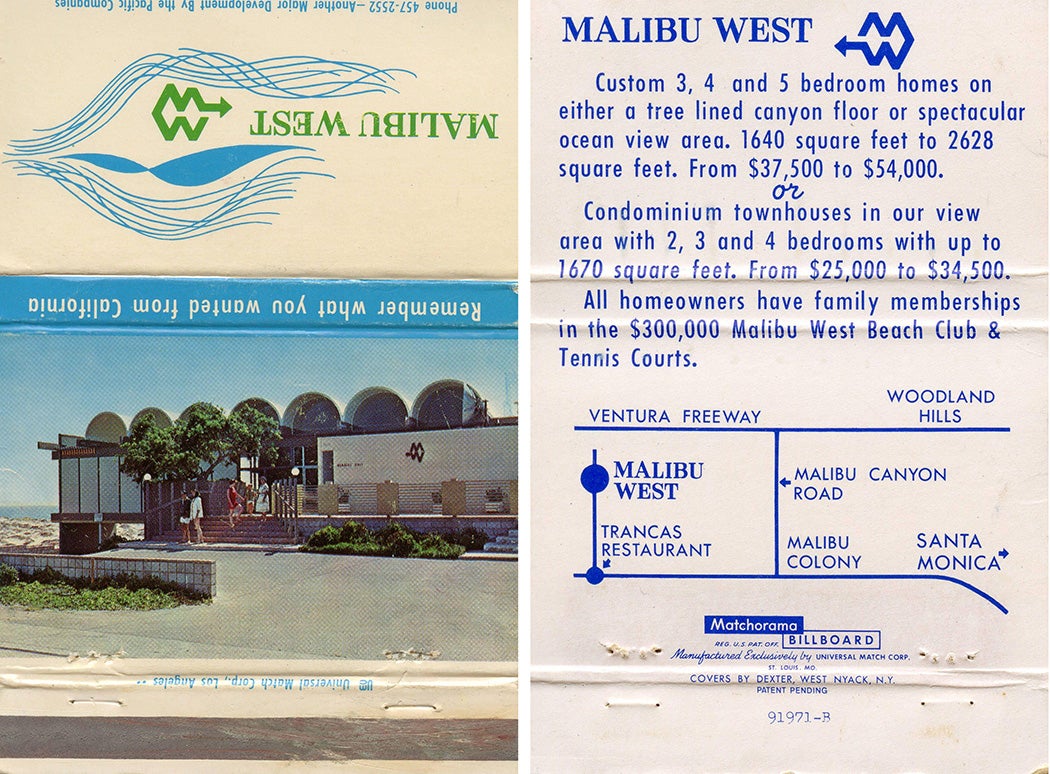 Phone 457-2552—Another Major Development By the Pacific Companies
MALIBU WEST
Remember what you wanted from California
Universal Match Corp., Los Angeles
MALIBU WEST
Custom 3, 4 and 5 bedroom homes on
either a tree lined canyon floor or spectacular
ocean view area. 1640 square feet to 2628
square feet. From $37,500 to $54,000.
or
Condominium townhouses in our view
area with 2, 3 and 4 bedrooms with up to
1670 square feet. From $25,000 to $34,500.
All homeowners have family memberships
in the $300,000 Malibu West Beach Club &
Tennis Courts.
WOODLAND
HILLS
VENTURA FREEWAY
MALIBU
WEST
MALIBU CANYON
ROAD
TRANCAS
RESTAURANT
MALIBU
COLONY
SANTA
MONICA
Matchorama
REG. U.S. PAT. OFF.
BILLBOARD
Manufactured Exclusively by UNIVERSAL MATCH CORP.
ST. LOUIS, MO.
COVERS BY DEXTER, WEST NYACK, N.Y.
PATENT PENDING
91971-B